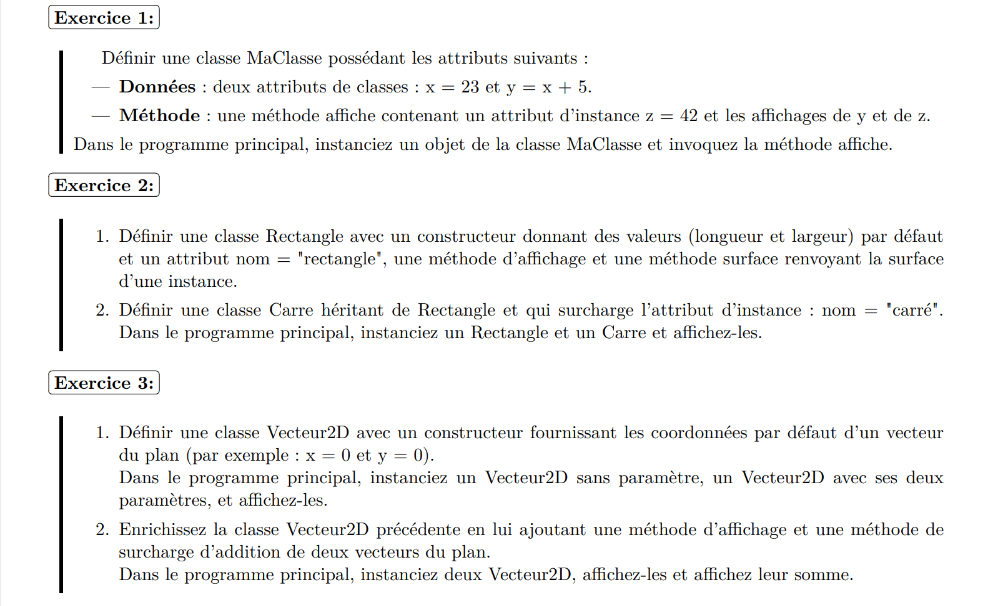 Exercice 1:
Définir une classe MaClasse possédant les attributs suivants :
— Données : deux attributs de classes : x = 23 et y = x + 5.
— Méthode : une méthode affiche contenant un attribut d'instance z = 42 et les affichages de y et de z.
Dans le programme principal, instanciez un objet de la classe MaClasse et invoquez la méthode affiche.
Exercice 2:
1. Définir une classe Rectangle avec un constructeur donnant des valeurs (longueur et largeur) par défaut
et un attribut nom = "rectangle", une méthode d'affichage et une méthode surface renvoyant la surface
d'une instance.
2. Définir une classe Carre héritant de Rectangle et qui surcharge l'attribut d'instance : nom = "carré".
Dans le programme principal, instanciez un Rectangle et un Carre et affichez-les.
Exercice 3:
1. Définir une classe Vecteur2D avec un constructeur fournissant les coordonnées par défaut d'un vecteur
du plan (par exemple : x = 0 et y = 0).
Dans le programme principal, instanciez un Vecteur2D sans paramètre, un Vecteur2D avec ses deux
paramètres, et affichez-les.
2. Enrichissez la classe Vecteur2D précédente en lui ajoutant une méthode d'affichage et une méthode de
surcharge d'addition de deux vecteurs du plan.
Dans le programme principal, instanciez deux Vecteur2D, affichez-les et affichez leur somme.